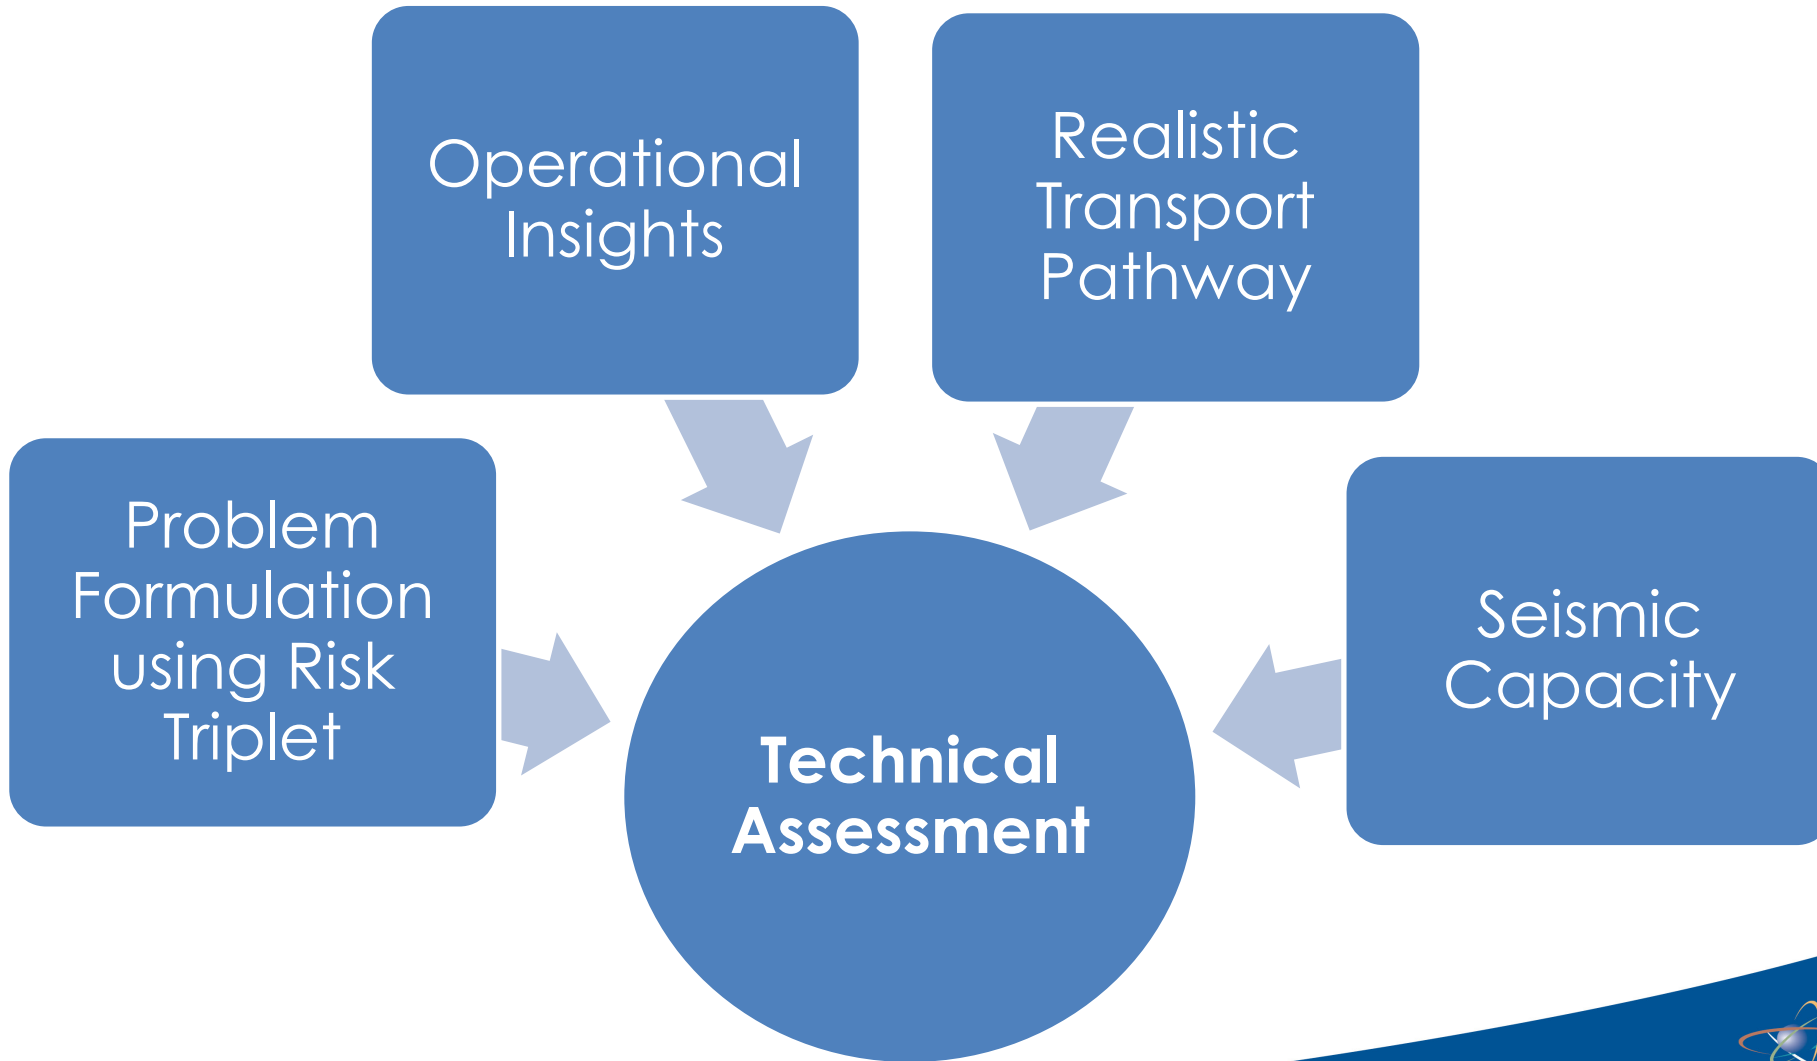 Operational
Insights
Realistic
Transport
Pathway
Problem
Formulation
using Risk
Triplet
Seismic
Capacity
Technical
Assessment